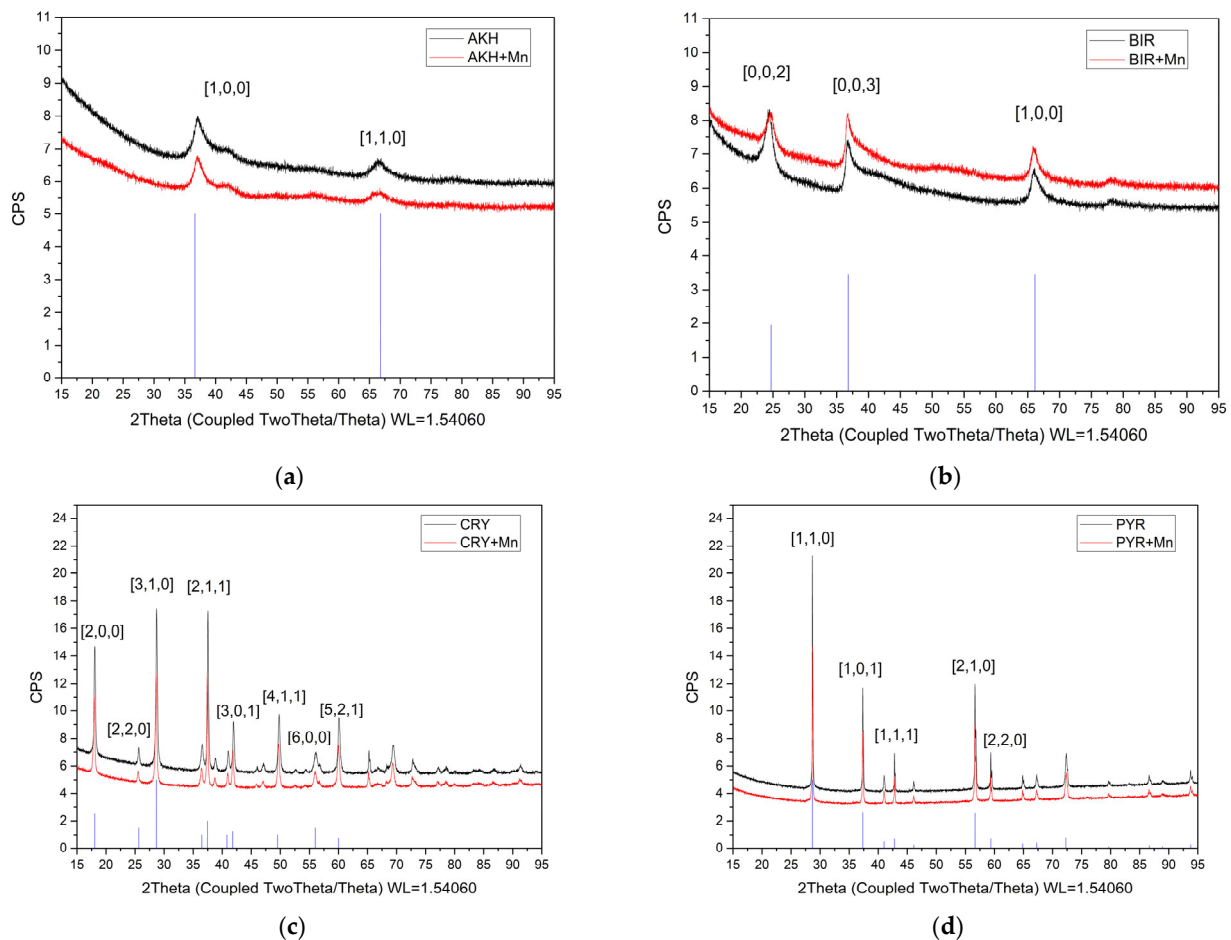 11
10
9
8
7
6
5
4
3
2
1
0
CPS
AKH
AKH+Mn
[1,0,0]
[1,1,0]
15 20 25 30 35 40 45 50 55 60 65 70 75 80 85 90 95
2Theta (Coupled TwoTheta/Theta) WL=1.54060
(a)
11
10
9
8
7
6
5
4
3
2
1
0
CPS
BIR
BIR+Mn
[0,0,2]
[0,0,3]
[1,0,0]
15 20 25 30 35 40 45 50 55 60 65 70 75 80 85 90 95
2Theta (Coupled TwoTheta/Theta) WL=1.54060
(b)
24
22
20
18
16
14
12
10
8
6
4
2
0
CPS
CRY
CRY+Mn
[2,0,0]
[2,2,0]
[3,1,0]
[2,1,1]
[3,0,1]
[4,1,1]
[6,0,0]
[5,2,1]
15 20 25 30 35 40 45 50 55 60 65 70 75 80 85 90 95
2Theta (Coupled TwoTheta/Theta) WL=1.54060
(c)
24
22
20
18
16
14
12
10
8
6
4
2
0
CPS
PYR
PYR+Mn
[1,1,0]
[1,0,1]
[1,1,1]
[2,1,0]
[2,2,0]
15 20 25 30 35 40 45 50 55 60 65 70 75 80 85 90 95
2Theta (Coupled TwoTheta/Theta) WL=1.54060
(d)